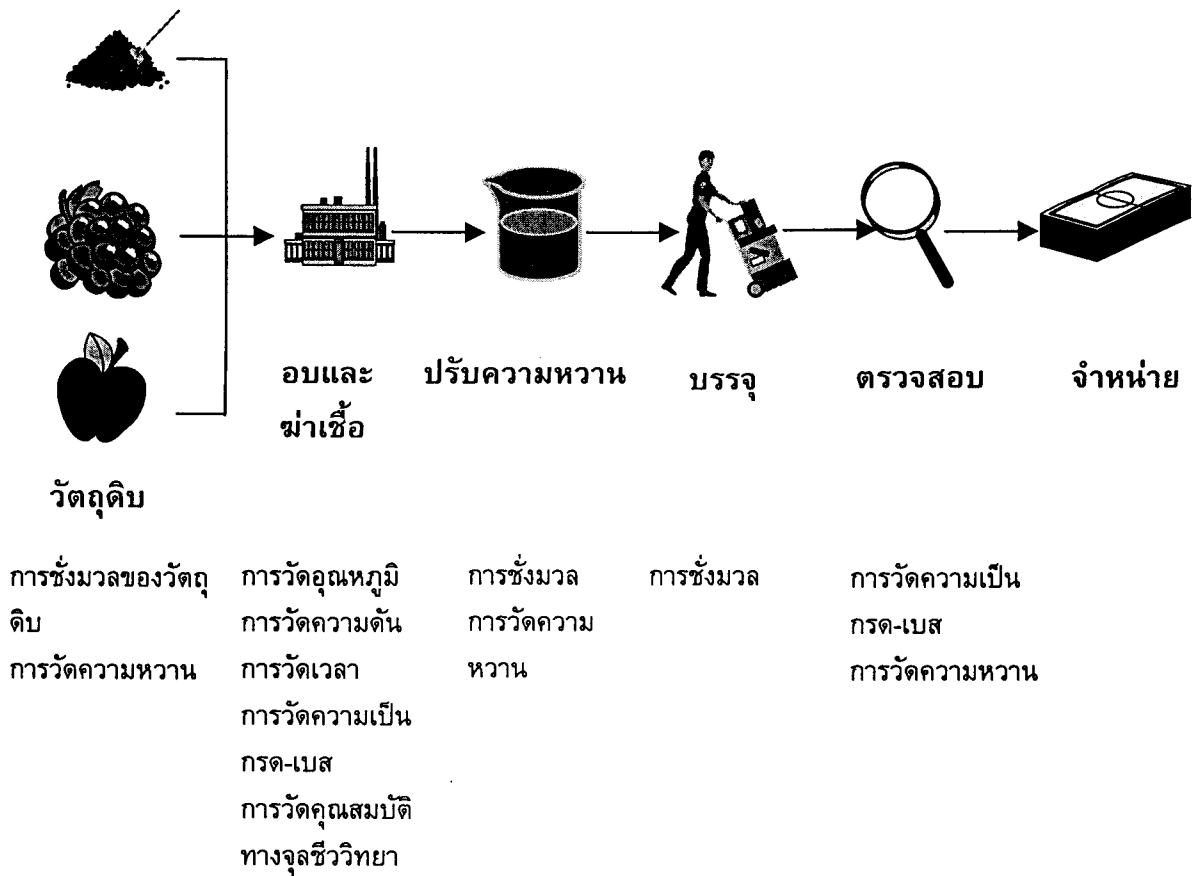 อบและ
ฆ่าเชื้อ
ปรับความหวาน
บรรจุ
ตรวจสอบ
จำหน่าย
วัตถุดิบ
การชั่งมวลของวัตถุ
ดิบ
การวัดความหวาน
การวัดอุณหภูมิ
การวัดความดัน
การวัดเวลา
การวัดความเป็น
กรด-เบส
การวัดคุณสมบัติ
ทางจุลชีววิทยา
การชั่งมวล
การวัดความ
หวาน
การชั่งมวล
การวัดความเป็น
กรด-เบส
การวัดความหวาน